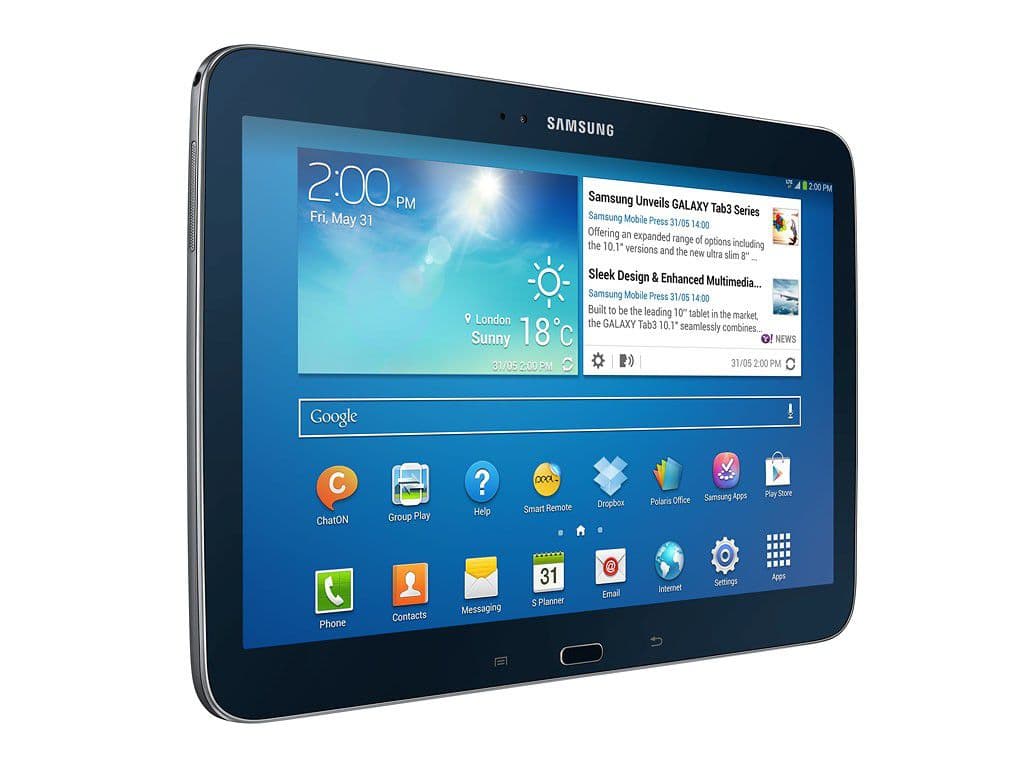 SAMSUNG
LTE 2:00 PM
2:00 PM
Fri, May 31
London
Sunny 18°C
31/05 2:00 PM
Samsung Unveils GALAXY Tab3 Series
Samsung Mobile Press 31/05 14:00
Offering an expanded range of options including
the 10.1" versions and the new ultra slim 8" ...
Sleek Design & Enhanced Multimedia...
Samsung Mobile Press 31/05 14:00
Built to be the leading 10" tablet in the market,
the GALAXY Tab3 10.1" seamlessly combines...
Y! NEWS
31/05 2:00 PM
Google
C
?
pool
@
31
ChatON
Group Play
Help
Smart Remote
Dropbox
Polaris Office
Samsung Apps
Play Store
Phone
Contacts
Messaging
S Planner
Email
Internet
Settings
Apps